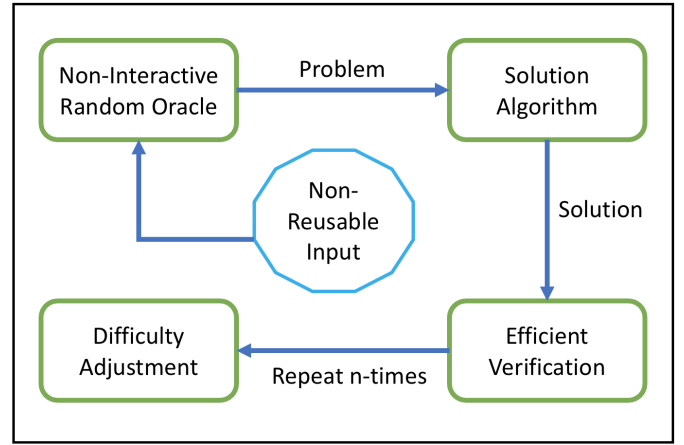 Non-Interactive
Random Oracle
Problem
Solution
Algorithm
Non-
Reusable
Input
Solution
Difficulty
Adjustment
Repeat n-times
Efficient
Verification